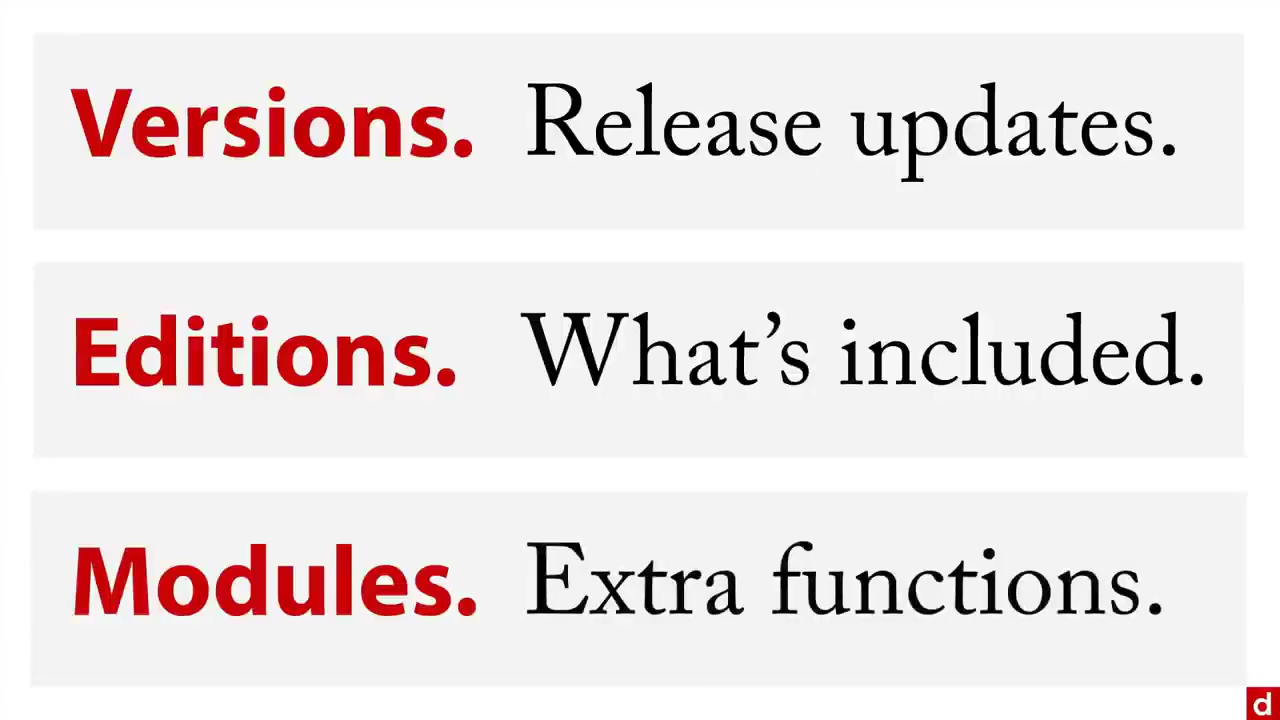 Versions. Release updates.
Editions. What's included.
Modules. Extra functions.
d